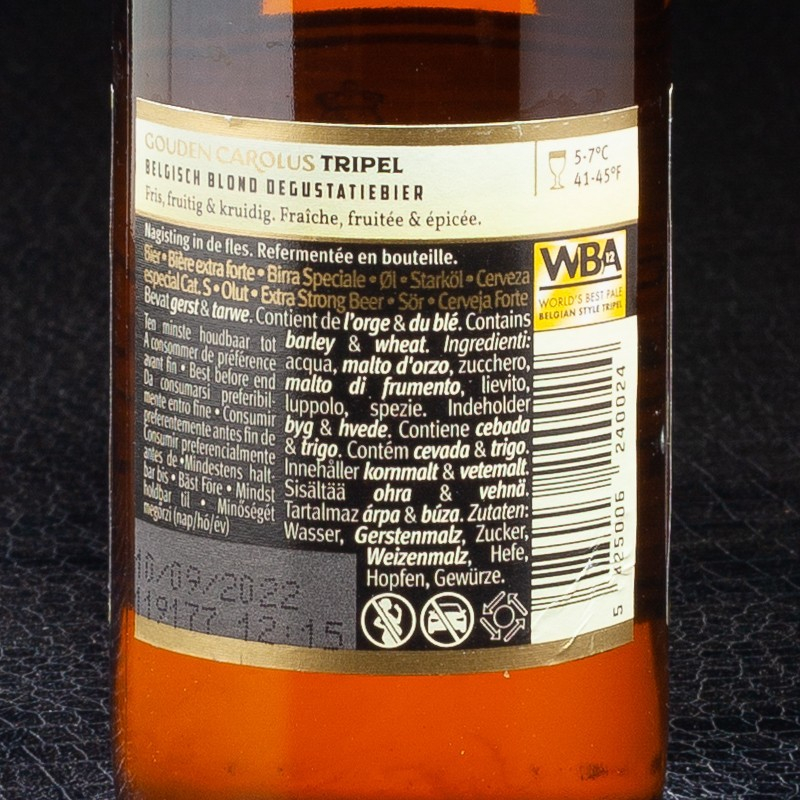 GOUDEN CAROLUS TRIPEL
BELGISCH BLOND DEGUSTATIEBIER
Fris, fruitig & kruidig. Fraîche, fruitée & épicée.
5-7°C
41-45°F
Nagisting in de fles. Refermentée en bouteille.
Bier • Bière extra forte • Birra Speciale • Øl • Starköl • Cerveza
especial Cat. S • Olut • Extra Strong Beer • Sör • Cerveja Forte
Bevat gerst & tarwe. Contient de l'orge & du blé. Contains
barley & wheat. Ingredienti:
acqua, malto d'orzo, zucchero,
malto di frumento, lievito,
luppolo, spezie. Indeholder
byg & hvede. Contiene cebada
& trigo. Contém cevada & trigo.
Innehåller kornmalt & vetemalt.
Sisältää ohra & vehnä.
Tartalmaz árpa & búza. Zutaten:
Wasser, Gerstenmalz, Zucker,
Weizenmalz, Hefe,
Hopfen, Gewürze.
Ten minste houdbaar tot
A consommer de préférence
avant fin • Best before end
Da consumarsi preferibil-
mente entro fine • Consumir
preferentemente antes fin de
Consumir preferencialmente
antes de • Mindestens halt-
bar bis • Bäst Före • Mindst
holdbar til • Minőségét
megőrzi (nap/hó/év)
10/09/2022
119177 12:15
WBA
12
WORLD'S BEST PALE
BELGIAN STYLE TRIPEL
5 425006 240024